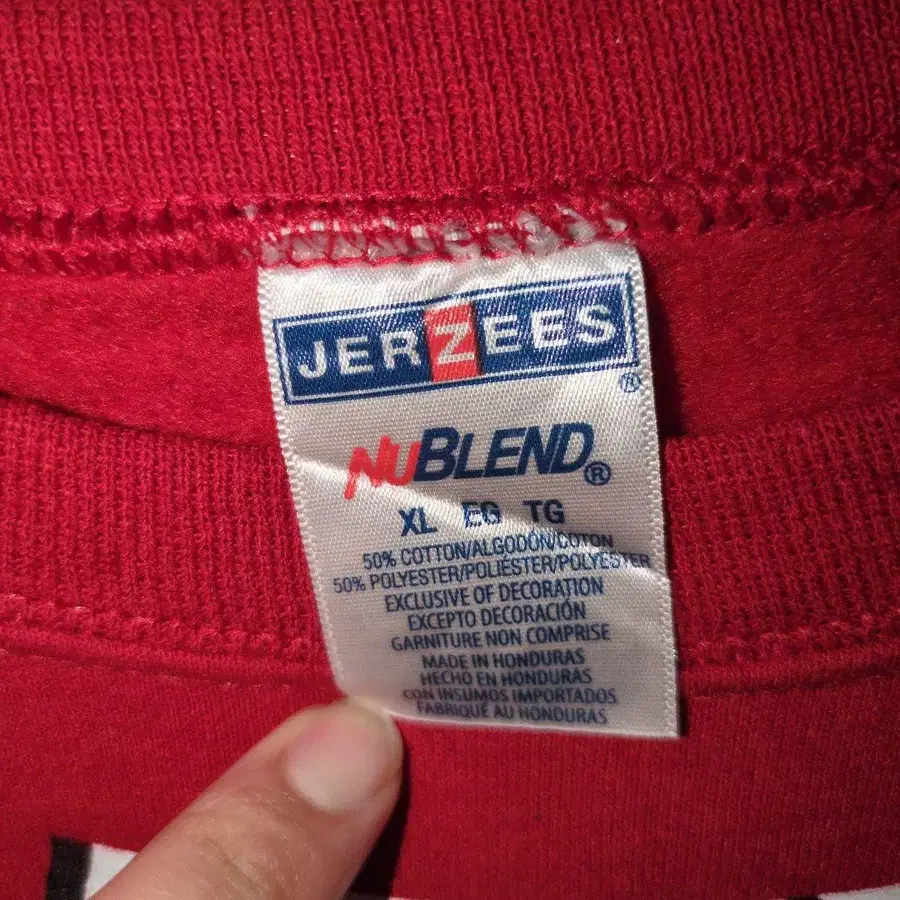 JERZEES®
NUBLEND®
XL EG TG
50% COTTON/ALGODÓN/COTON
50% POLYESTER/POLIÉSTER/POLYESTER
EXCLUSIVE OF DECORATION
EXCEPTO DECORACIÓN
GARNITURE NON COMPRISE
MADE IN HONDURAS
HECHO EN HONDURAS
CON INSUMOS IMPORTADOS
FABRIQUÉ AU HONDURAS